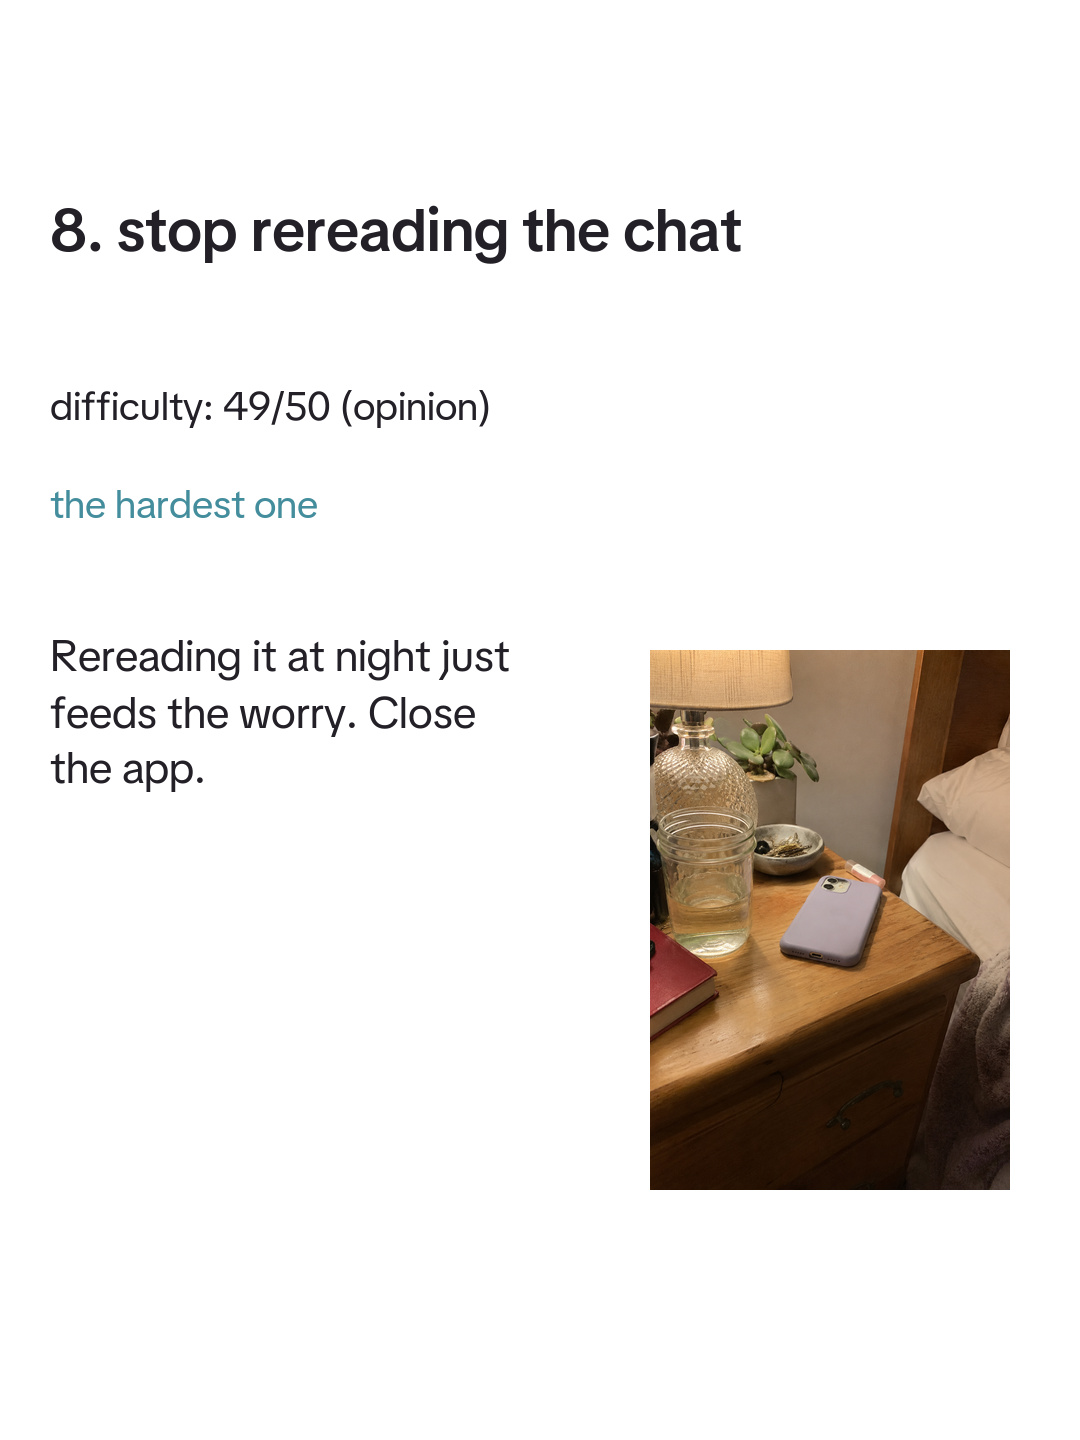 8. stop rereading the chat
difficulty: 49/50 (opinion)
the hardest one
Rereading it at night just
feeds the worry. Close
the app.